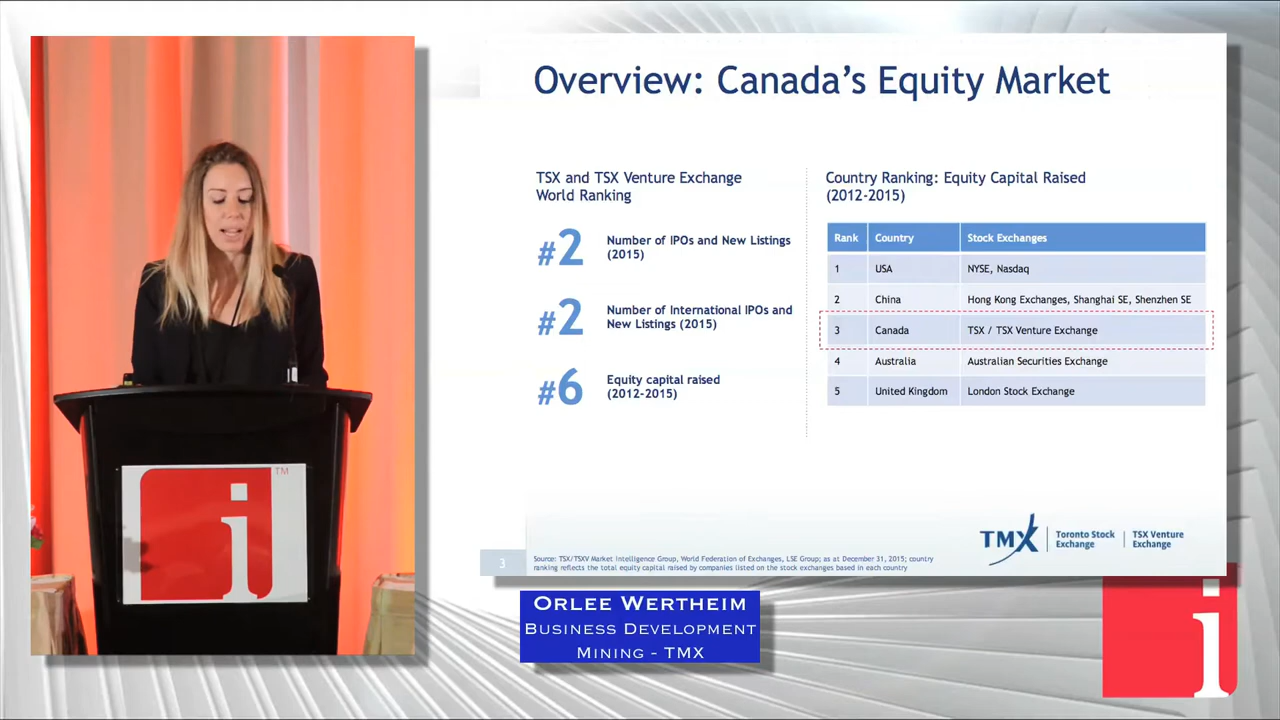 Overview: Canada's Equity Market
TSX and TSX Venture Exchange
World Ranking
#2
Number of IPOs and New Listings
(2015)
#2
Number of International IPOs and
New Listings (2015)
#6
Equity capital raised
(2012-2015)
Country Ranking: Equity Capital Raised
(2012-2015)
Rank Country Stock Exchanges
1 USA NYSE, Nasdaq
2 China Hong Kong Exchanges, Shanghai SE, Shenzhen SE
3 Canada TSX / TSX Venture Exchange
4 Australia Australian Securities Exchange
5 United Kingdom London Stock Exchange
TMX
Toronto Stock
Exchange
TSX Venture
Exchange
3
Source: TSX/TSXV Market Intelligence Group, World Federation of Exchanges, LSE Group; as at December 31, 2015; country
ranking reflects the total equity capital raised by companies listed on the stock exchanges based in each country
i
TM
ORLEE WERTHEIM
BUSINESS DEVELOPMENT
MINING - TMX
i